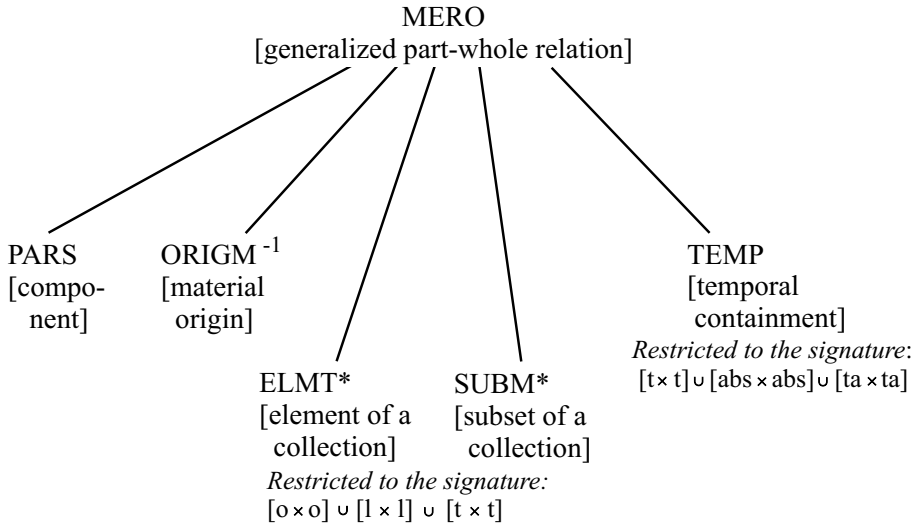 MERO
[generalized part-whole relation]
PARS
[compo-
nent]
ORIGM -1
[material
origin]
TEMP
[temporal
containment]
Restricted to the signature:
[t × t] ∪ [abs × abs] ∪ [ta × ta]
ELMT*
[element of a
collection]
SUBM*
[subset of a
collection]
Restricted to the signature:
[o × o] ∪ [l × l] ∪ [t × t]